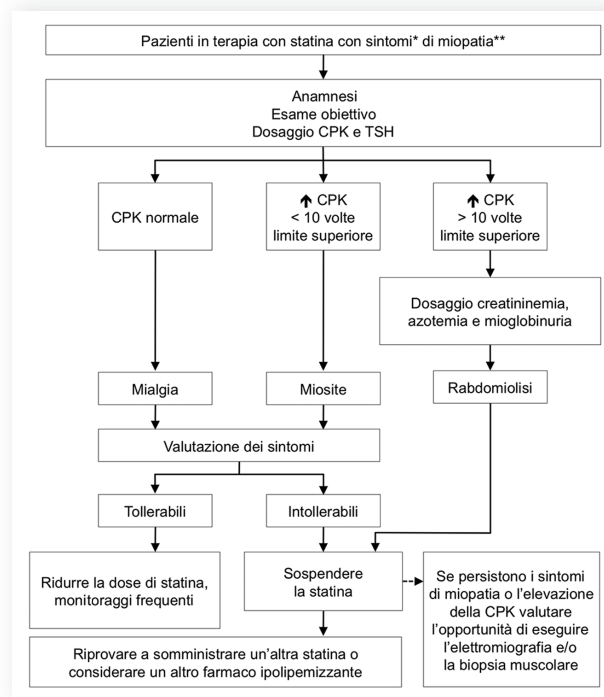 Pazienti in terapia con statina con sintomi* di miopatia**
Anamnesi
Esame obiettivo
Dosaggio CPK e TSH
CPK normale
🡹 CPK
< 10 volte
limite superiore
🡹 CPK
> 10 volte
limite superiore
Dosaggio creatininemia,
azotemia e mioglobinuria
Mialgia
Miosite
Rabdomiolisi
Valutazione dei sintomi
Tollerabili
Intollerabili
Ridurre la dose di statina,
monitoraggi frequenti
Sospendere
la statina
Se persistono i sintomi
di miopatia o l’elevazione
della CPK valutare
l’opportunità di eseguire
l’elettromiografia e/o
la biopsia muscolare
Riprovare a somministrare un’altra statina o
considerare un altro farmaco ipolipemizzante